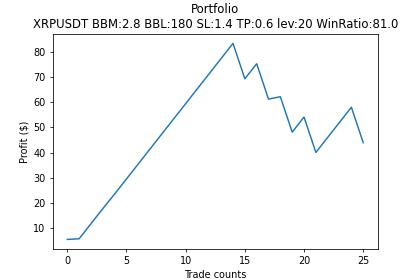 Portfolio
XRPUSDT BBM:2.8 BBL:180 SL:1.4 TP:0.6 lev:20 WinRatio:81.0
80
70
60
50
40
30
20
10
Profit ($)
0 5 10 15 20 25
Trade counts